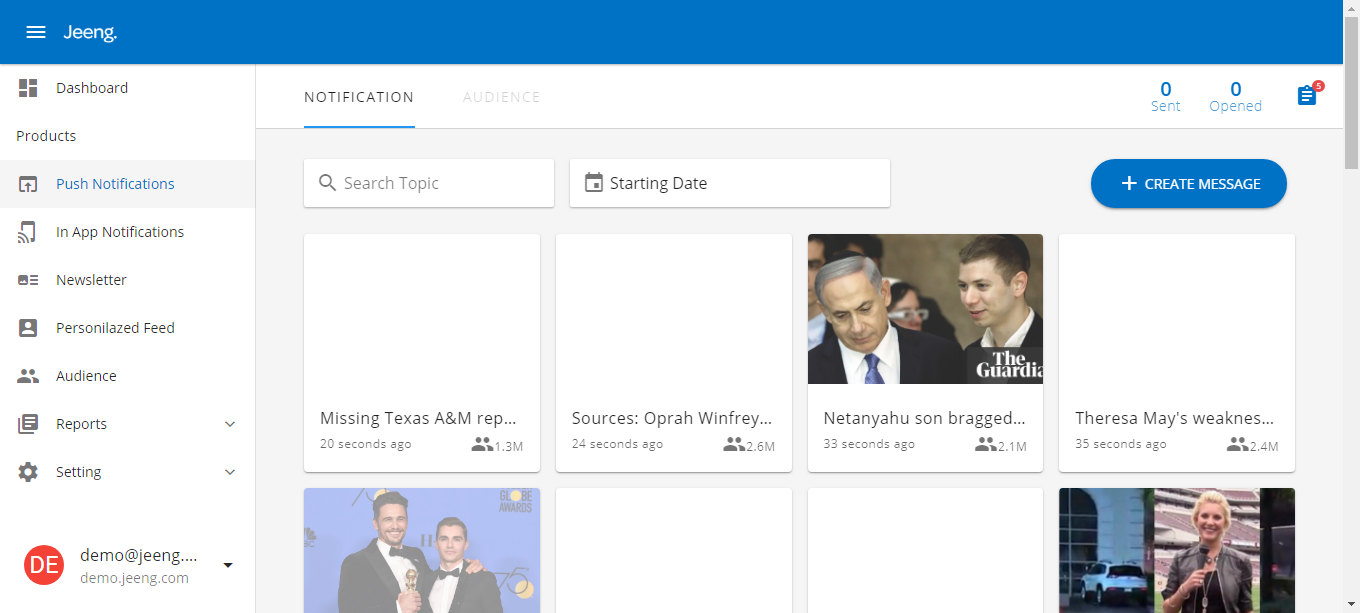 Jeeng.
Dashboard
Products
Push Notifications
In App Notifications
Newsletter
Personilazed Feed
Audience
Reports
Setting
DE
demo@jeeng....
demo.jeeng.com
NOTIFICATION
AUDIENCE
0
Sent
0
Opened
5
Search Topic
Starting Date
+ CREATE MESSAGE
The
Guardia
Missing Texas A&M rep...
20 seconds ago
1.3M
Sources: Oprah Winfrey...
24 seconds ago
2.6M
Netanyahu son bragged...
33 seconds ago
2.1M
Theresa May's weaknes...
35 seconds ago
2.4M
GLOBE
AWARDS
75